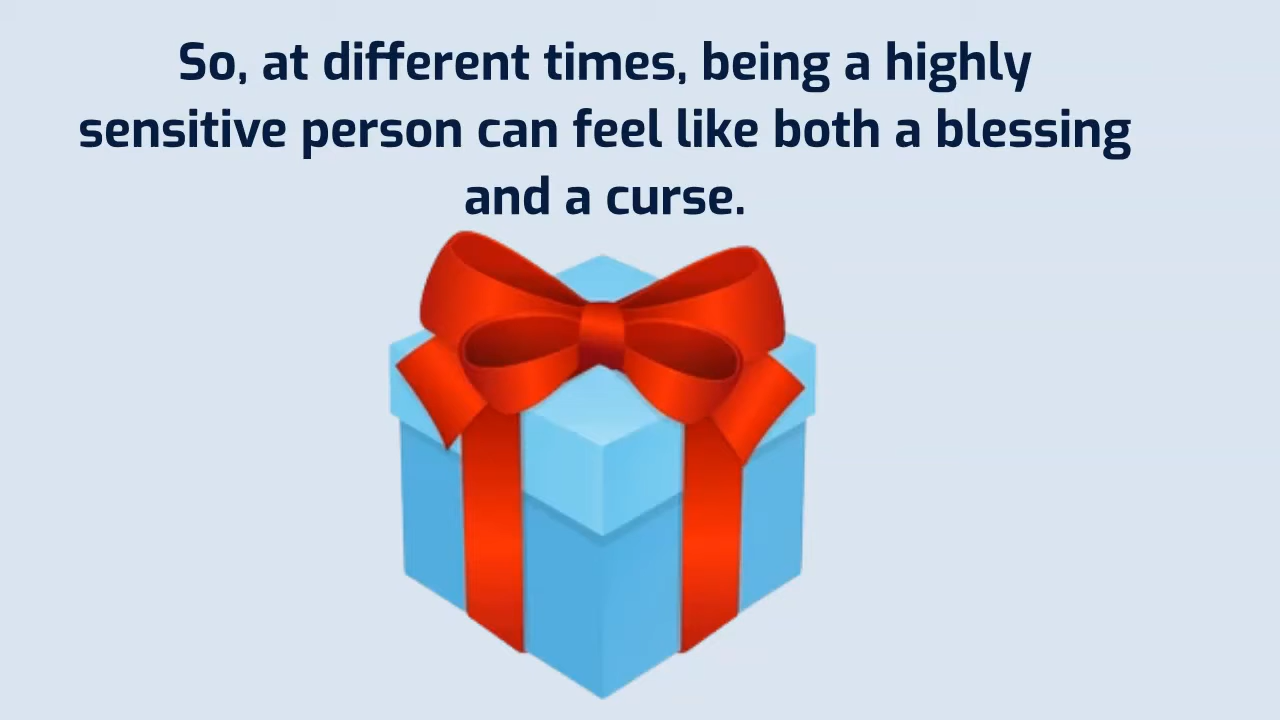 So, at different times, being a highly
sensitive person can feel like both a blessing
and a curse.